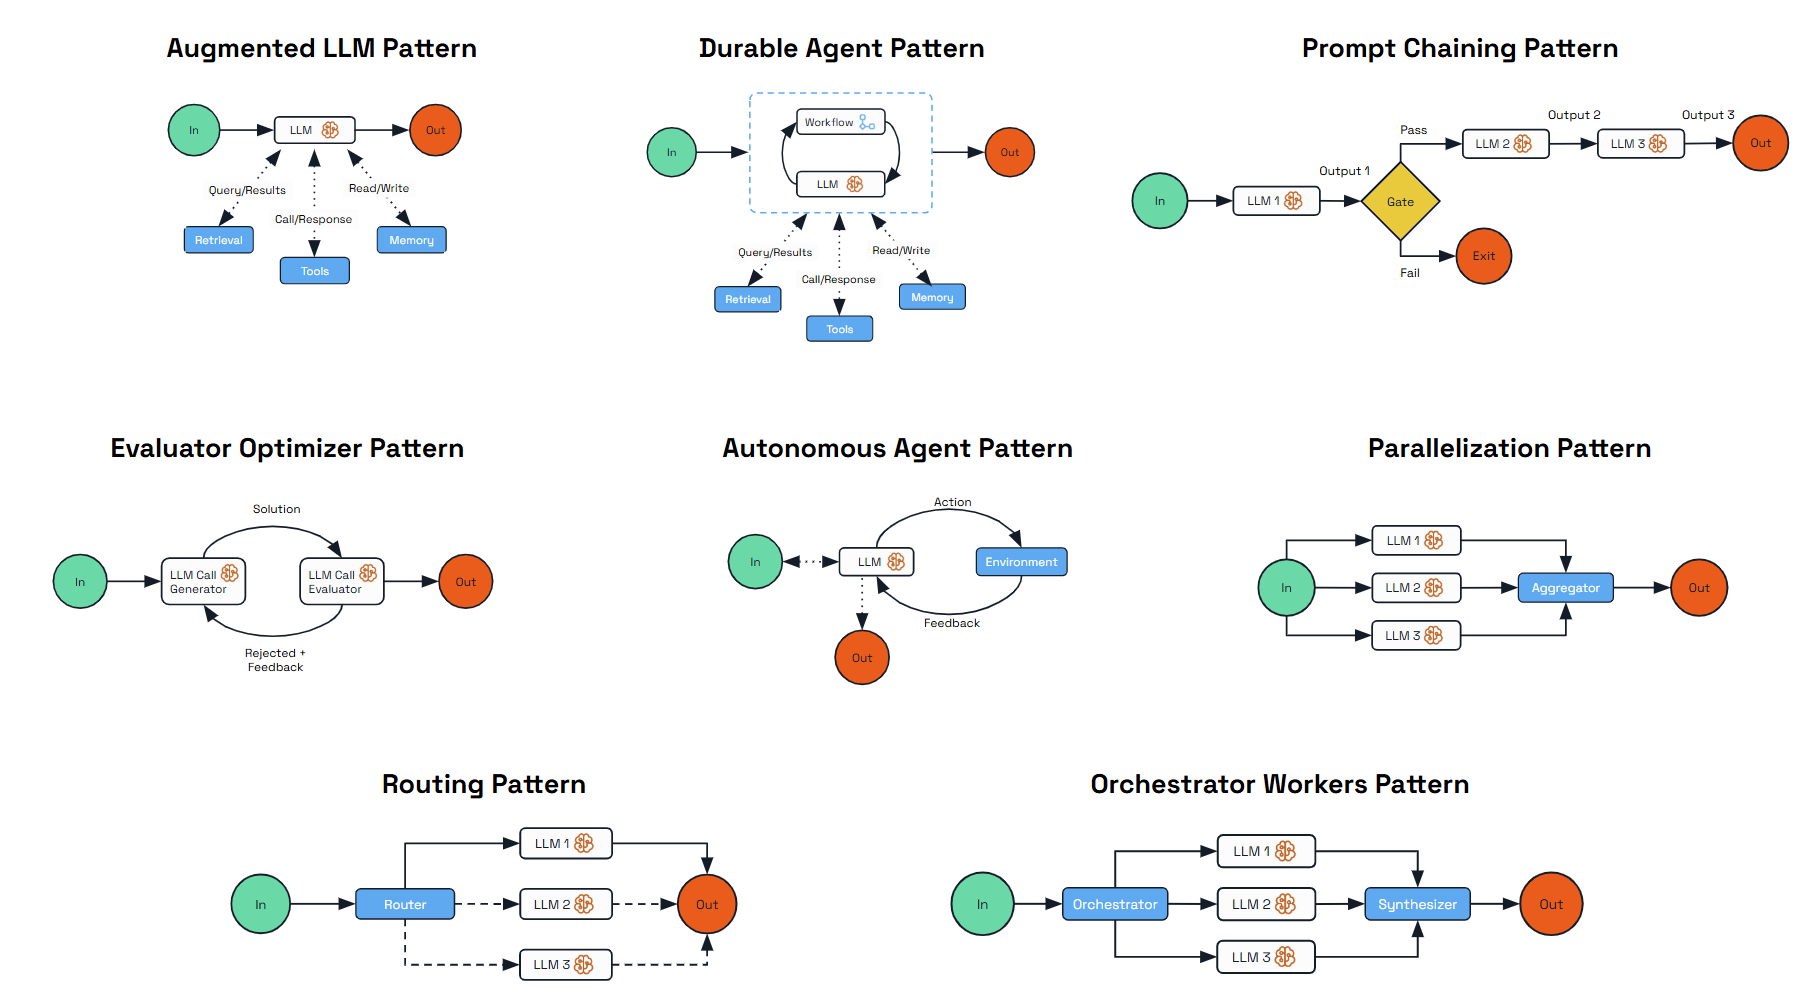 Augmented LLM Pattern
In
LLM
Out
Query/Results
Read/Write
Call/Response
Retrieval
Memory
Tools
Durable Agent Pattern
Workflow
In
Out
LLM
Query/Results
Read/Write
Call/Response
Retrieval
Memory
Tools
Prompt Chaining Pattern
Output 2
Output 3
Pass
LLM 2
LLM 3
Out
Output 1
In
LLM 1
Gate
Exit
Fail
Evaluator Optimizer Pattern
Solution
In
LLM Call
Generator
LLM Call
Evaluator
Out
Rejected +
Feedback
Autonomous Agent Pattern
Action
In
LLM
Environment
Feedback
Out
Parallelization Pattern
LLM 1
In
LLM 2
Aggregator
Out
LLM 3
Routing Pattern
LLM 1
In
Router
LLM 2
Out
LLM 3
Orchestrator Workers Pattern
LLM 1
In
Orchestrator
LLM 2
Synthesizer
Out
LLM 3